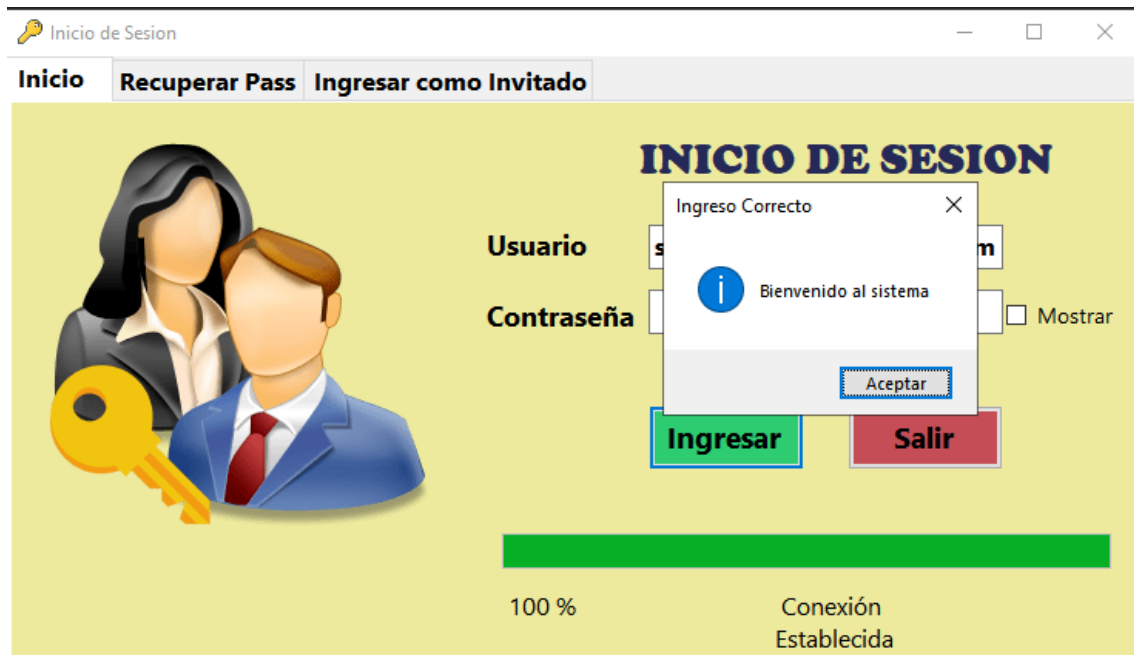 Inicio de Sesion
Inicio Recuperar Pass Ingresar como Invitado
INICIO DE SESION
Ingreso Correcto
Usuario
Bienvenido al sistema
Contraseña
Mostrar
Aceptar
Ingresar Salir
100 % Conexión
Establecida